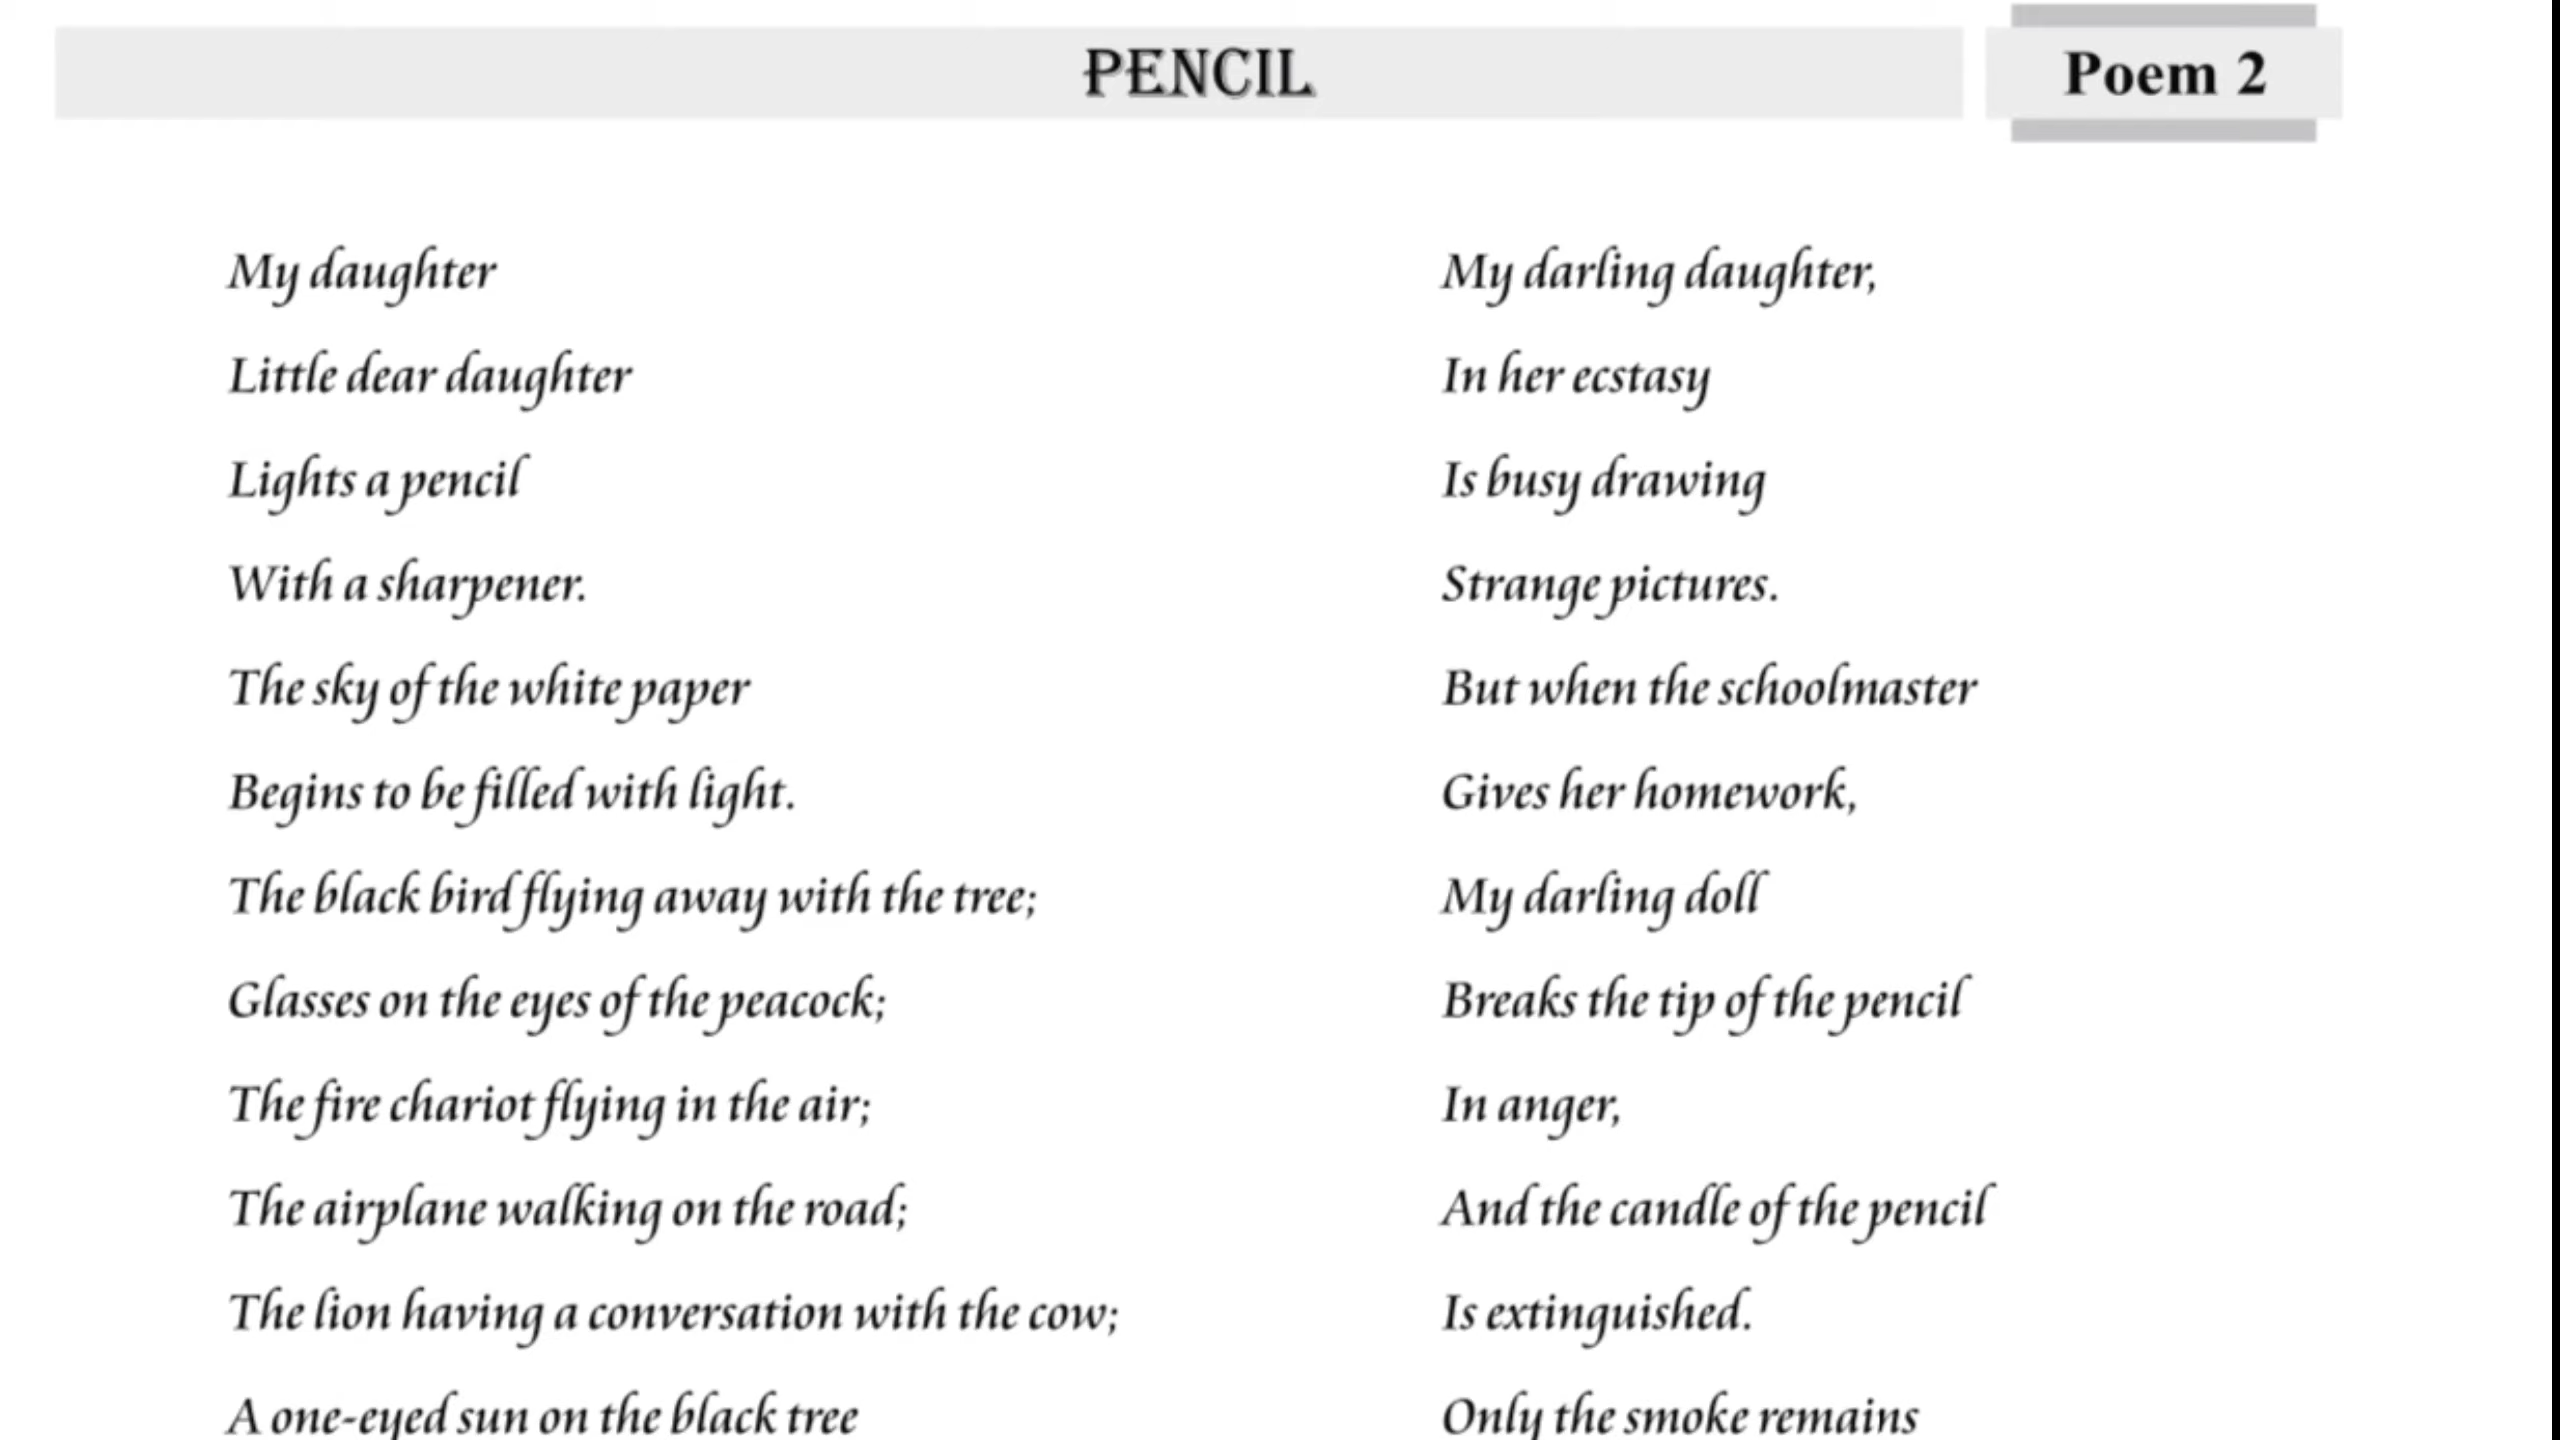 PENCIL
Poem 2
My daughter
Little dear daughter
Lights a pencil
With a sharpener.
The sky of the white paper
Begins to be filled with light.
The black bird flying away with the tree;
Glasses on the eyes of the peacock;
The fire chariot flying in the air;
The airplane walking on the road;
The lion having a conversation with the cow;
A one-eyed sun on the black tree
My darling daughter,
In her ecstasy
Is busy drawing
Strange pictures.
But when the schoolmaster
Gives her homework,
My darling doll
Breaks the tip of the pencil
In anger,
And the candle of the pencil
Is extinguished.
Only the smoke remains